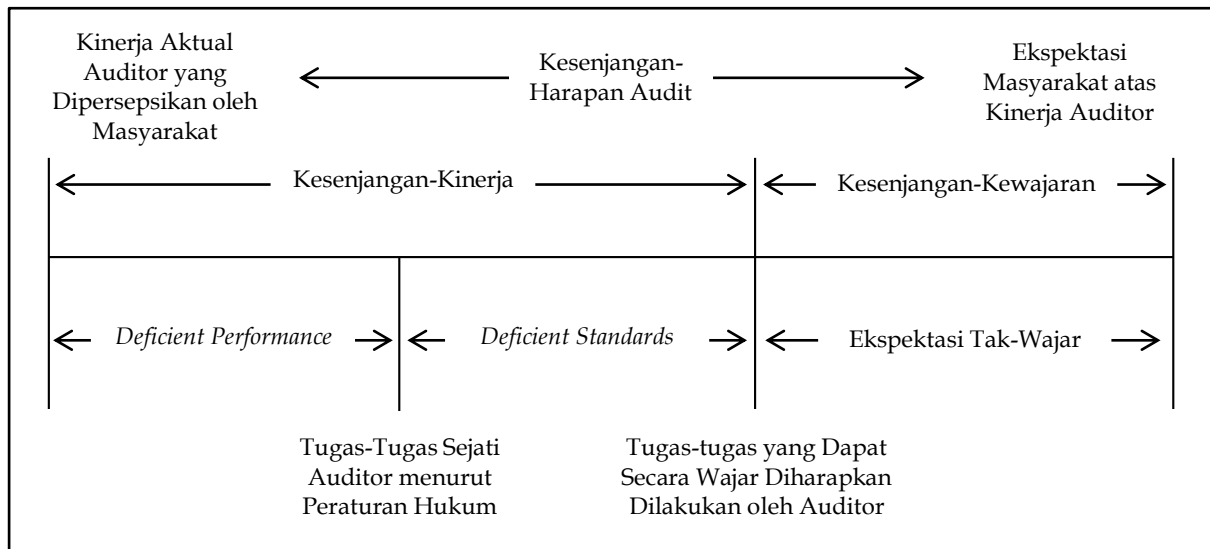 Kinerja Aktual
Auditor yang
Dipersepsikan oleh
Masyarakat
Kesenjangan-
Harapan Audit
Ekspektasi
Masyarakat atas
Kinerja Auditor
Kesenjangan-Kinerja
Kesenjangan-Kewajaran
Deficient Performance
Deficient Standards
Ekspektasi Tak-Wajar
Tugas-Tugas Sejati
Auditor menurut
Peraturan Hukum
Tugas-tugas yang Dapat
Secara Wajar Diharapkan
Dilakukan oleh Auditor